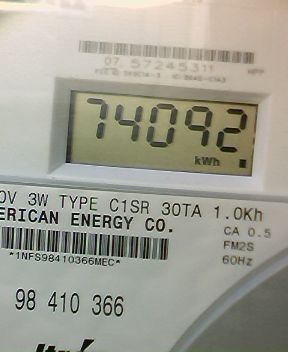 07 57245311
74092
kWh
0V 3W TYPE C1SR 30TA 1.0Kh
ERICAN ENERGY CO.
CA 0.5
FM2S
60Hz
*1NFS98410366MEC*
98 410 366